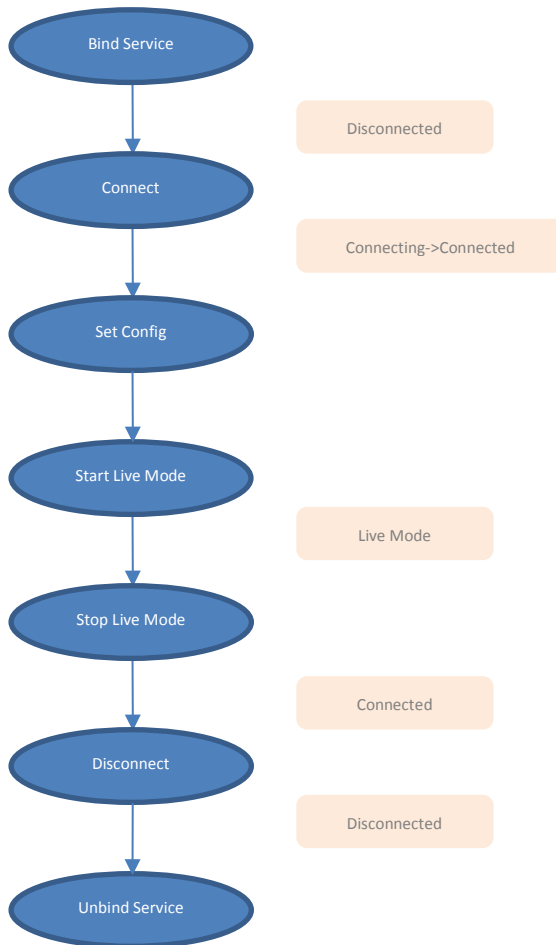 Bind Service
Disconnected
Connect
Connecting->Connected
Set Config
Start Live Mode
Live Mode
Stop Live Mode
Connected
Disconnect
Disconnected
Unbind Service